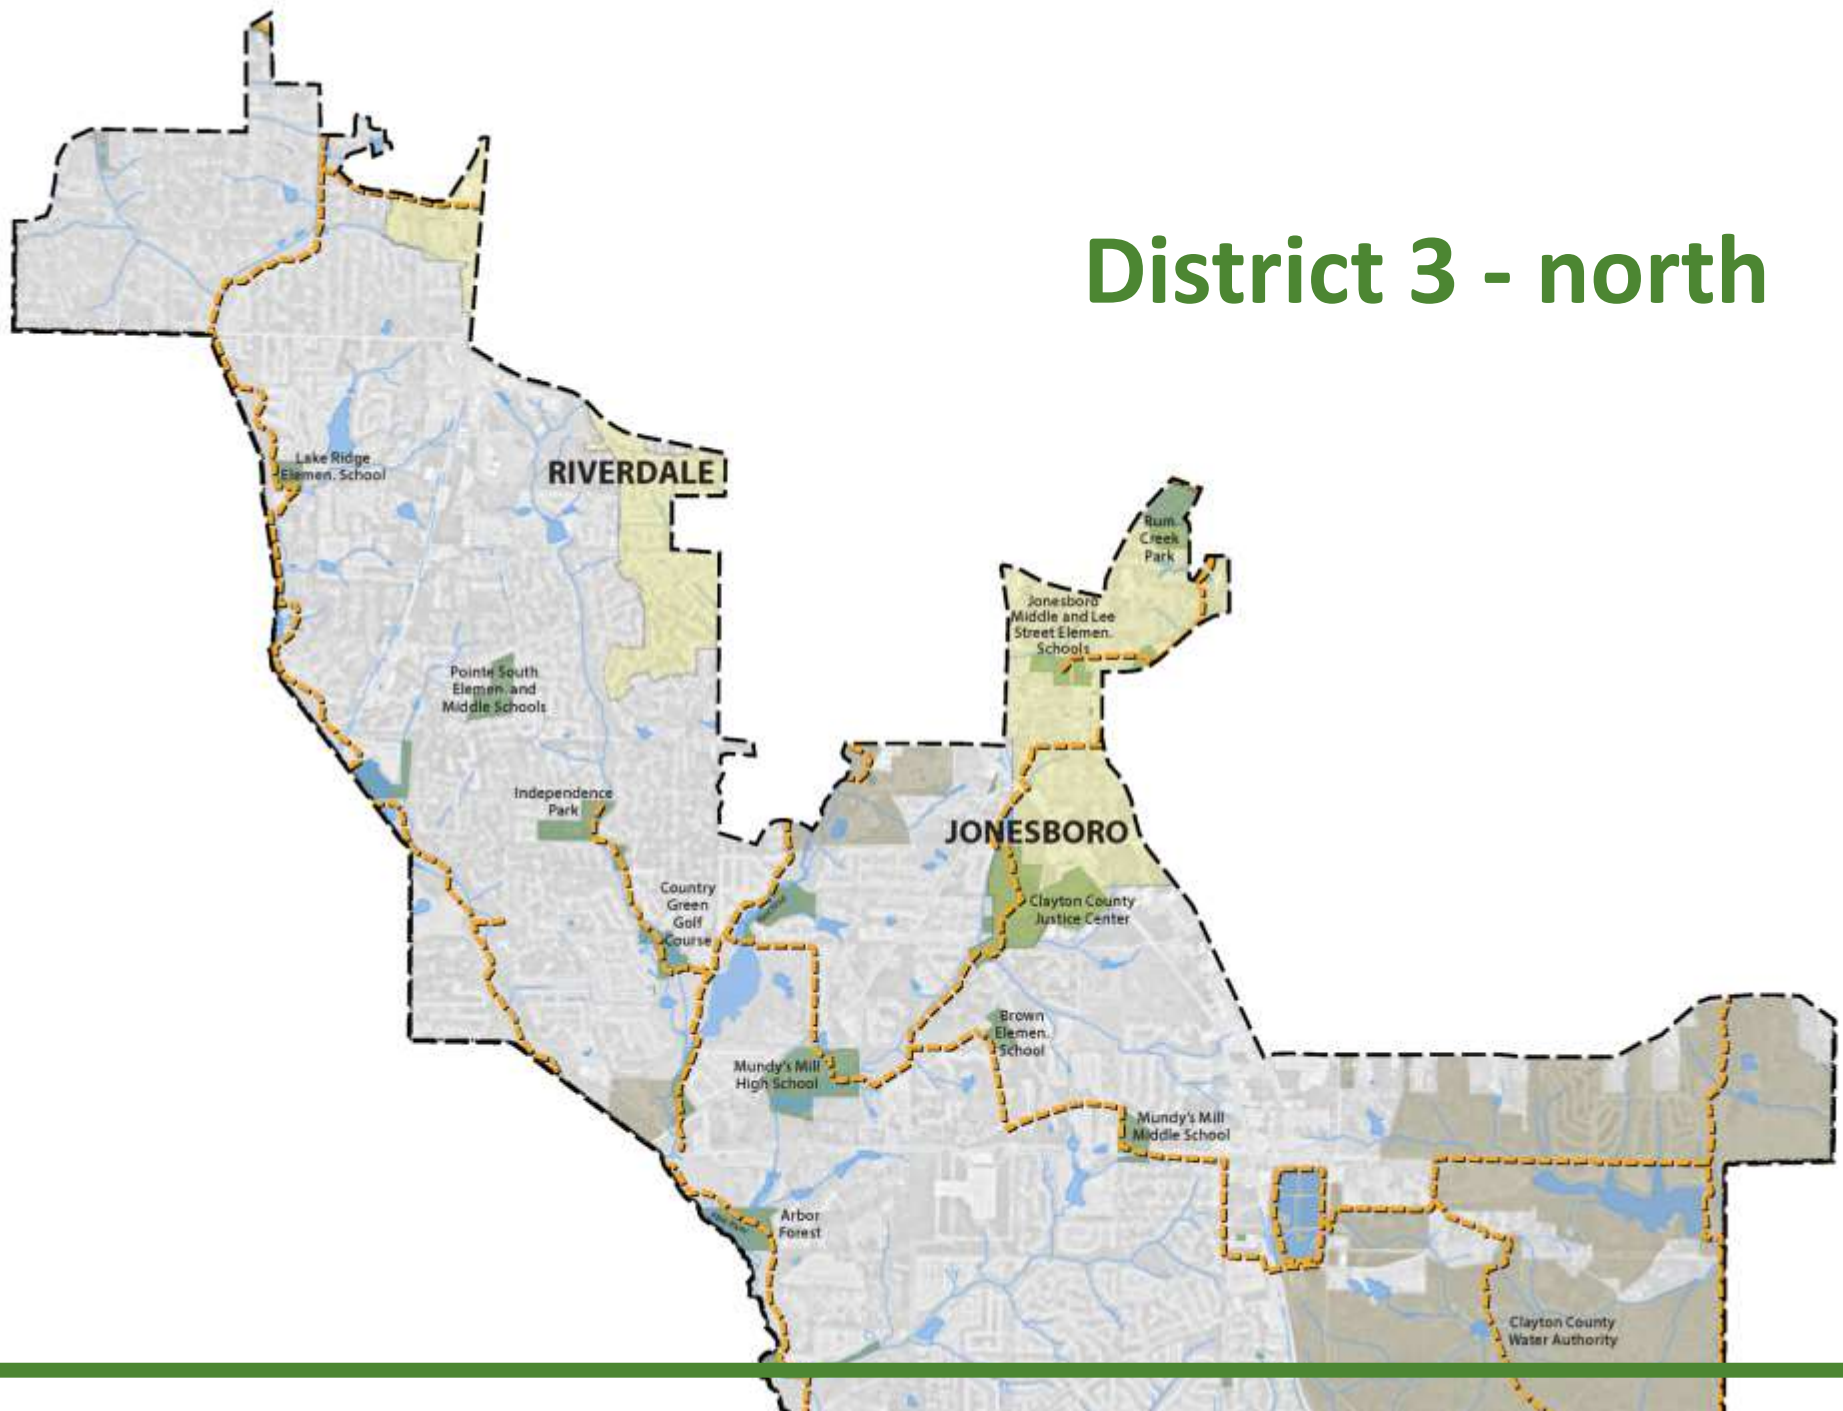 District 3 - north
Lake Ridge
Elemen. School
RIVERDALE
Rum
Creek
Park
Jonesboro
Middle and Lee
Street Elemen.
Schools
Pointe South
Elemen. and
Middle Schools
Independence
Park
JONESBORO
Country
Green
Golf
Course
Clayton County
Justice Center
Brown
Elemen.
School
Mundy's Mill
High School
Mundy's Mill
Middle School
Arbor
Forest
Clayton County
Water Authority